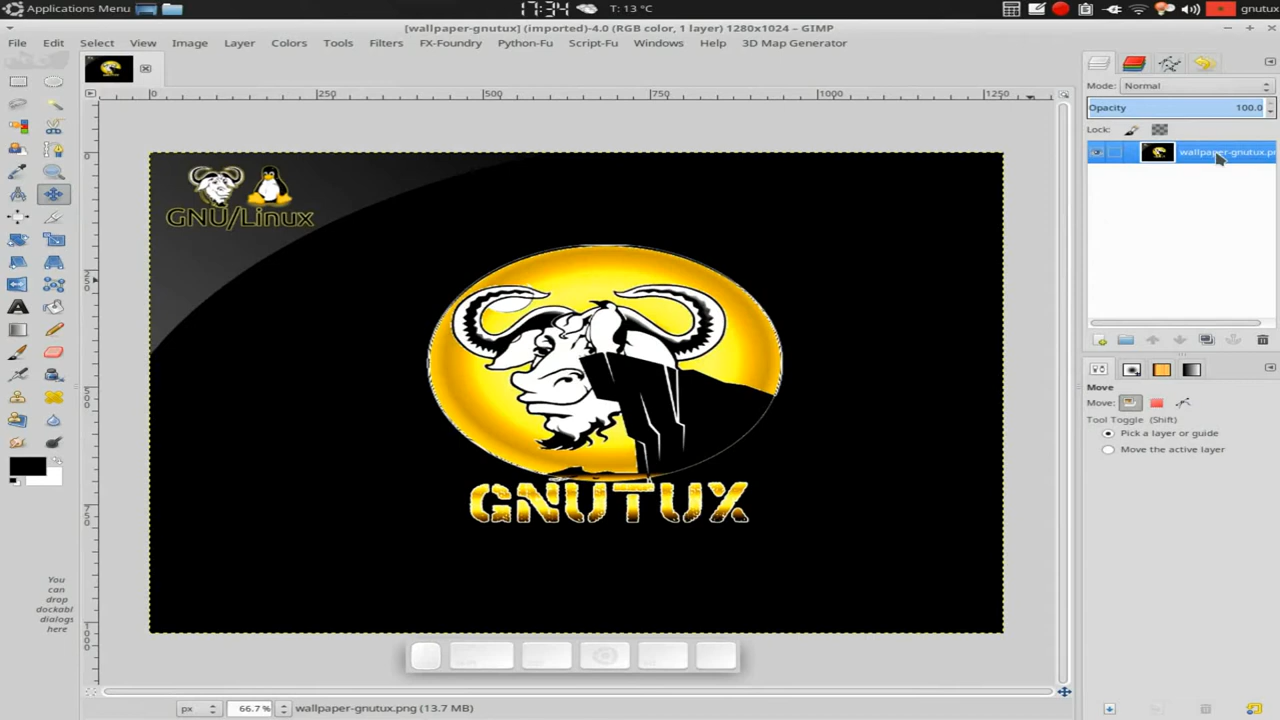 Applications Menu
17:34
T: 13 °C
gnutux
[wallpaper-gnutux] (imported)-4.0 (RGB color, 1 layer) 1280x1024 – GIMP
File Edit Select View Image Layer Colors Tools Filters FX-Foundry Python-Fu Script-Fu Windows Help 3D Map Generator
0 250 500 750 1000 1250
Mode: Normal
Opacity 100.0
Lock:
wallpaper-gnutux.pn
GNU/Linux
GNUTUX
Move
Move:
Tool Toggle (Shift)
Pick a layer or guide
Move the active layer
You
can
drop
dockabl
dialogs
here
px 66.7% wallpaper-gnutux.png (13.7 MB)